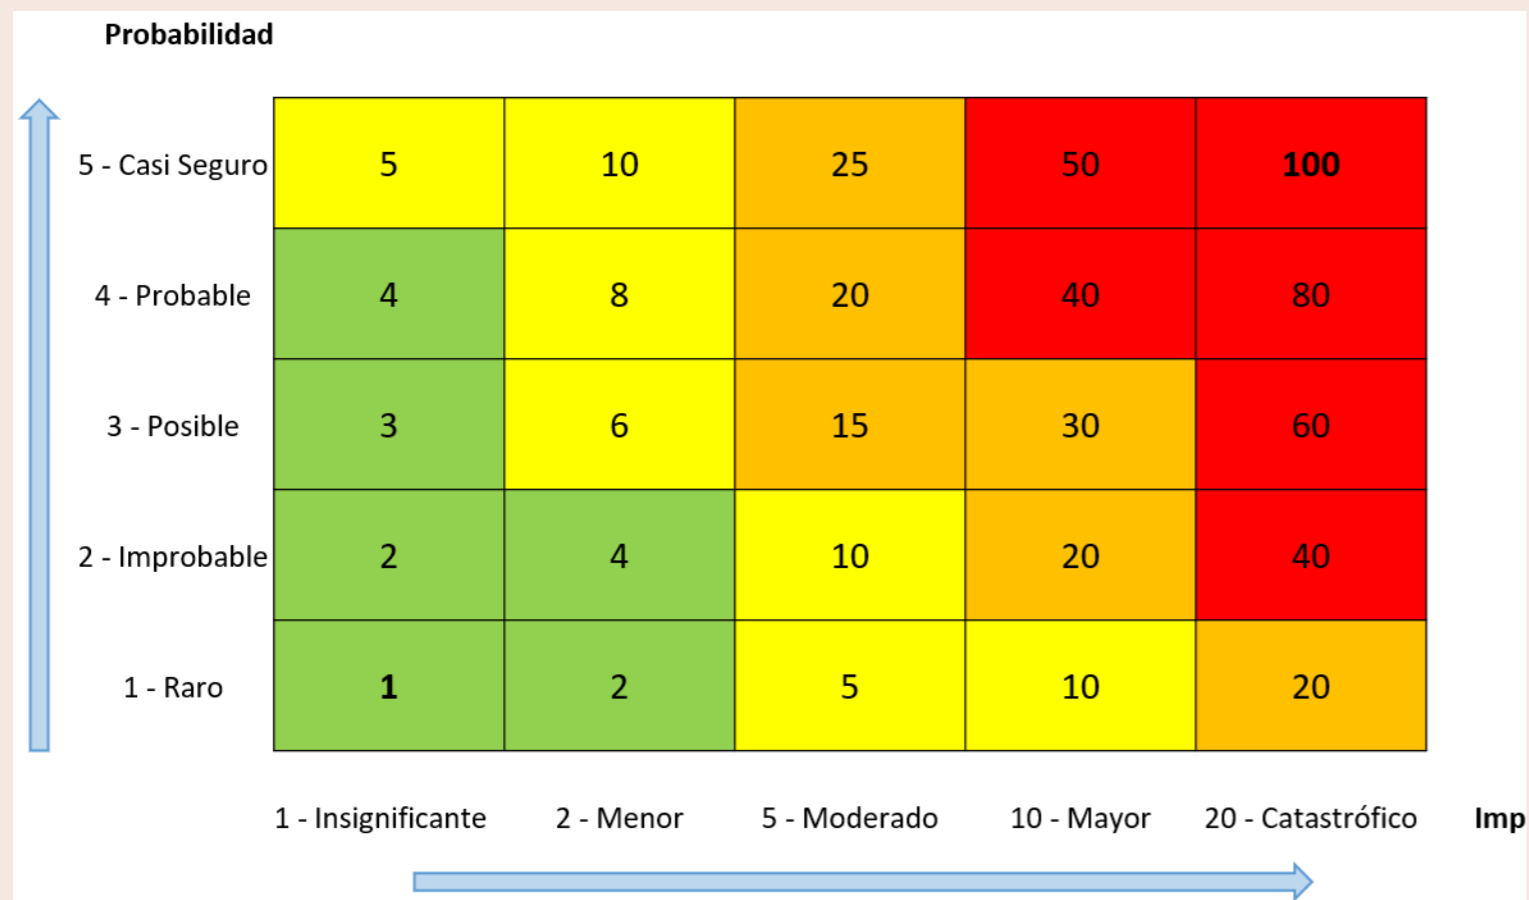 Probabilidad
5 - Casi Seguro 5 10 25 50 100
4 - Probable 4 8 20 40 80
3 - Posible 3 6 15 30 60
2 - Improbable 2 4 10 20 40
1 - Raro 1 2 5 10 20
1 - Insignificante 2 - Menor 5 - Moderado 10 - Mayor 20 - Catastrófico Imp